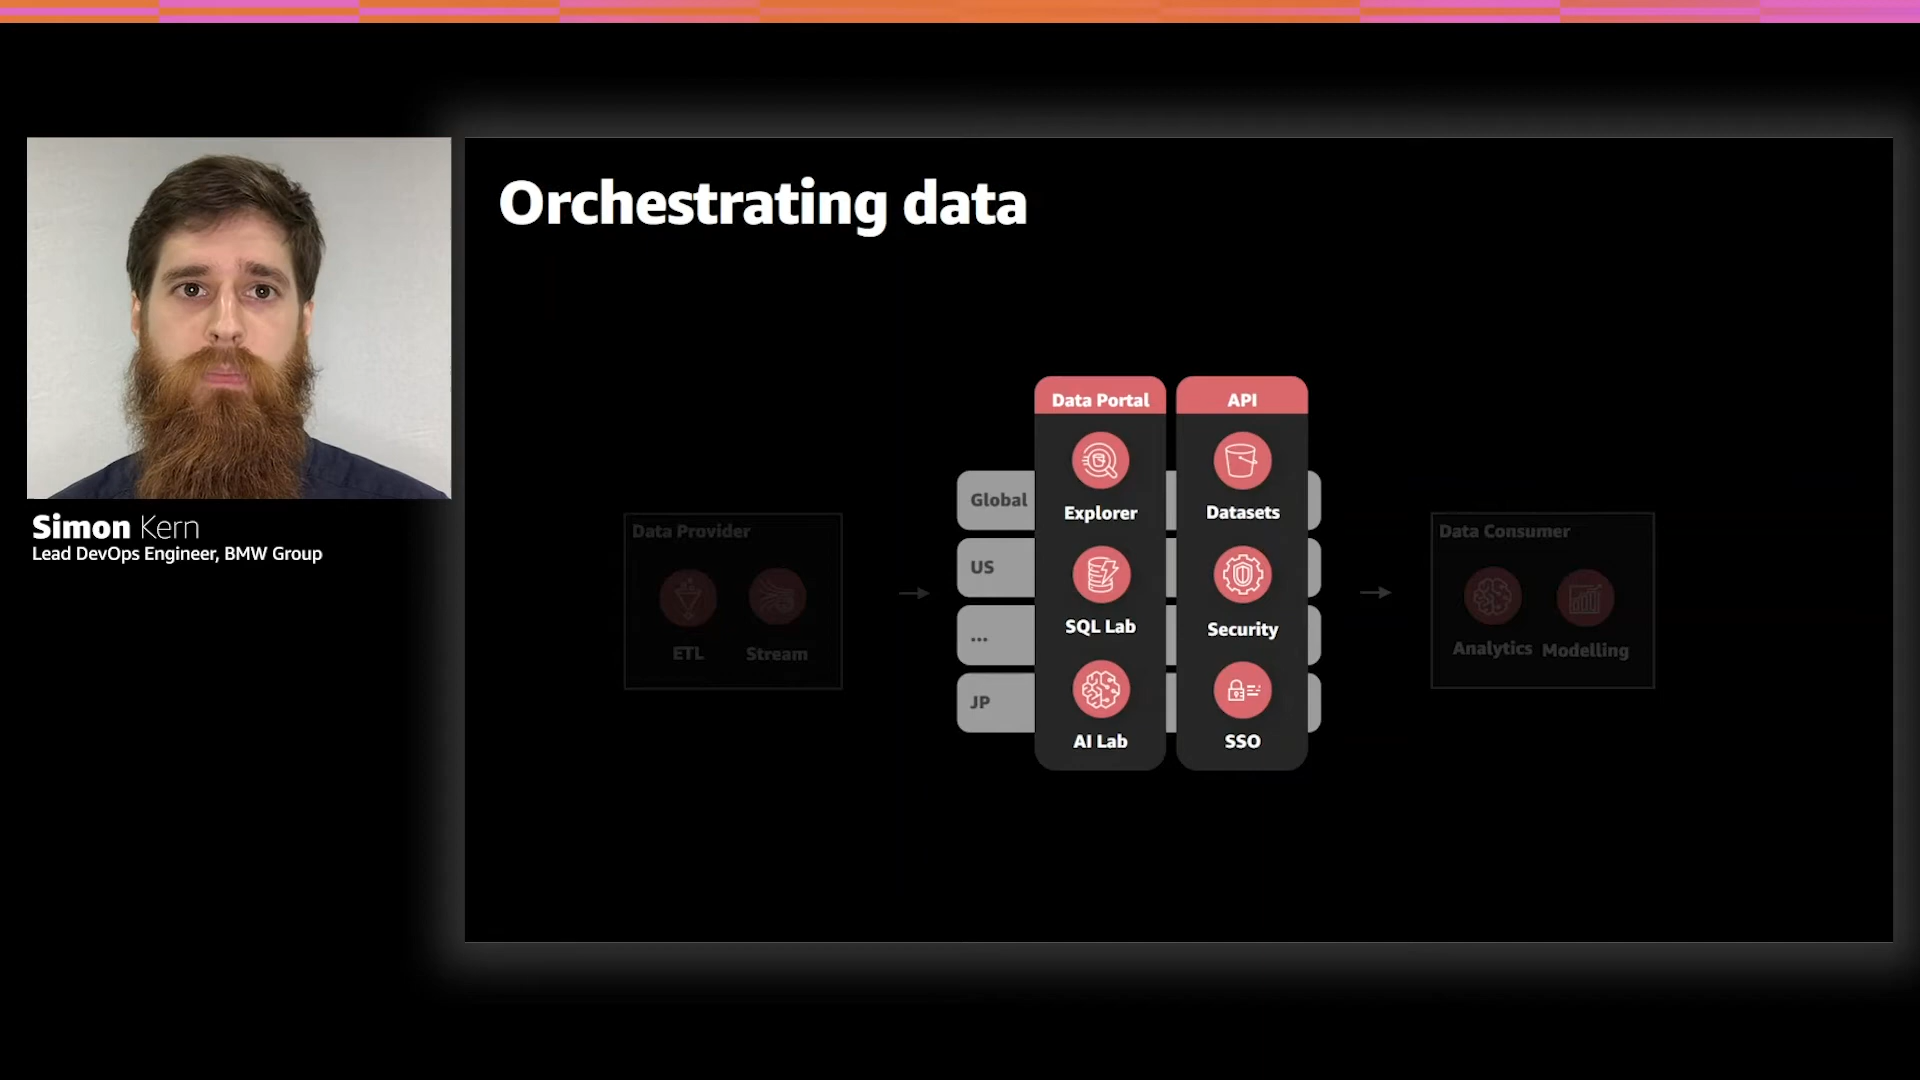 Orchestrating data
Simon Kern
Lead DevOps Engineer, BMW Group
Data Provider
ETL
Stream
Global
US
...
JP
Data Portal
Explorer
SQL Lab
AI Lab
API
Datasets
Security
SSO
Data Consumer
Analytics
Modelling